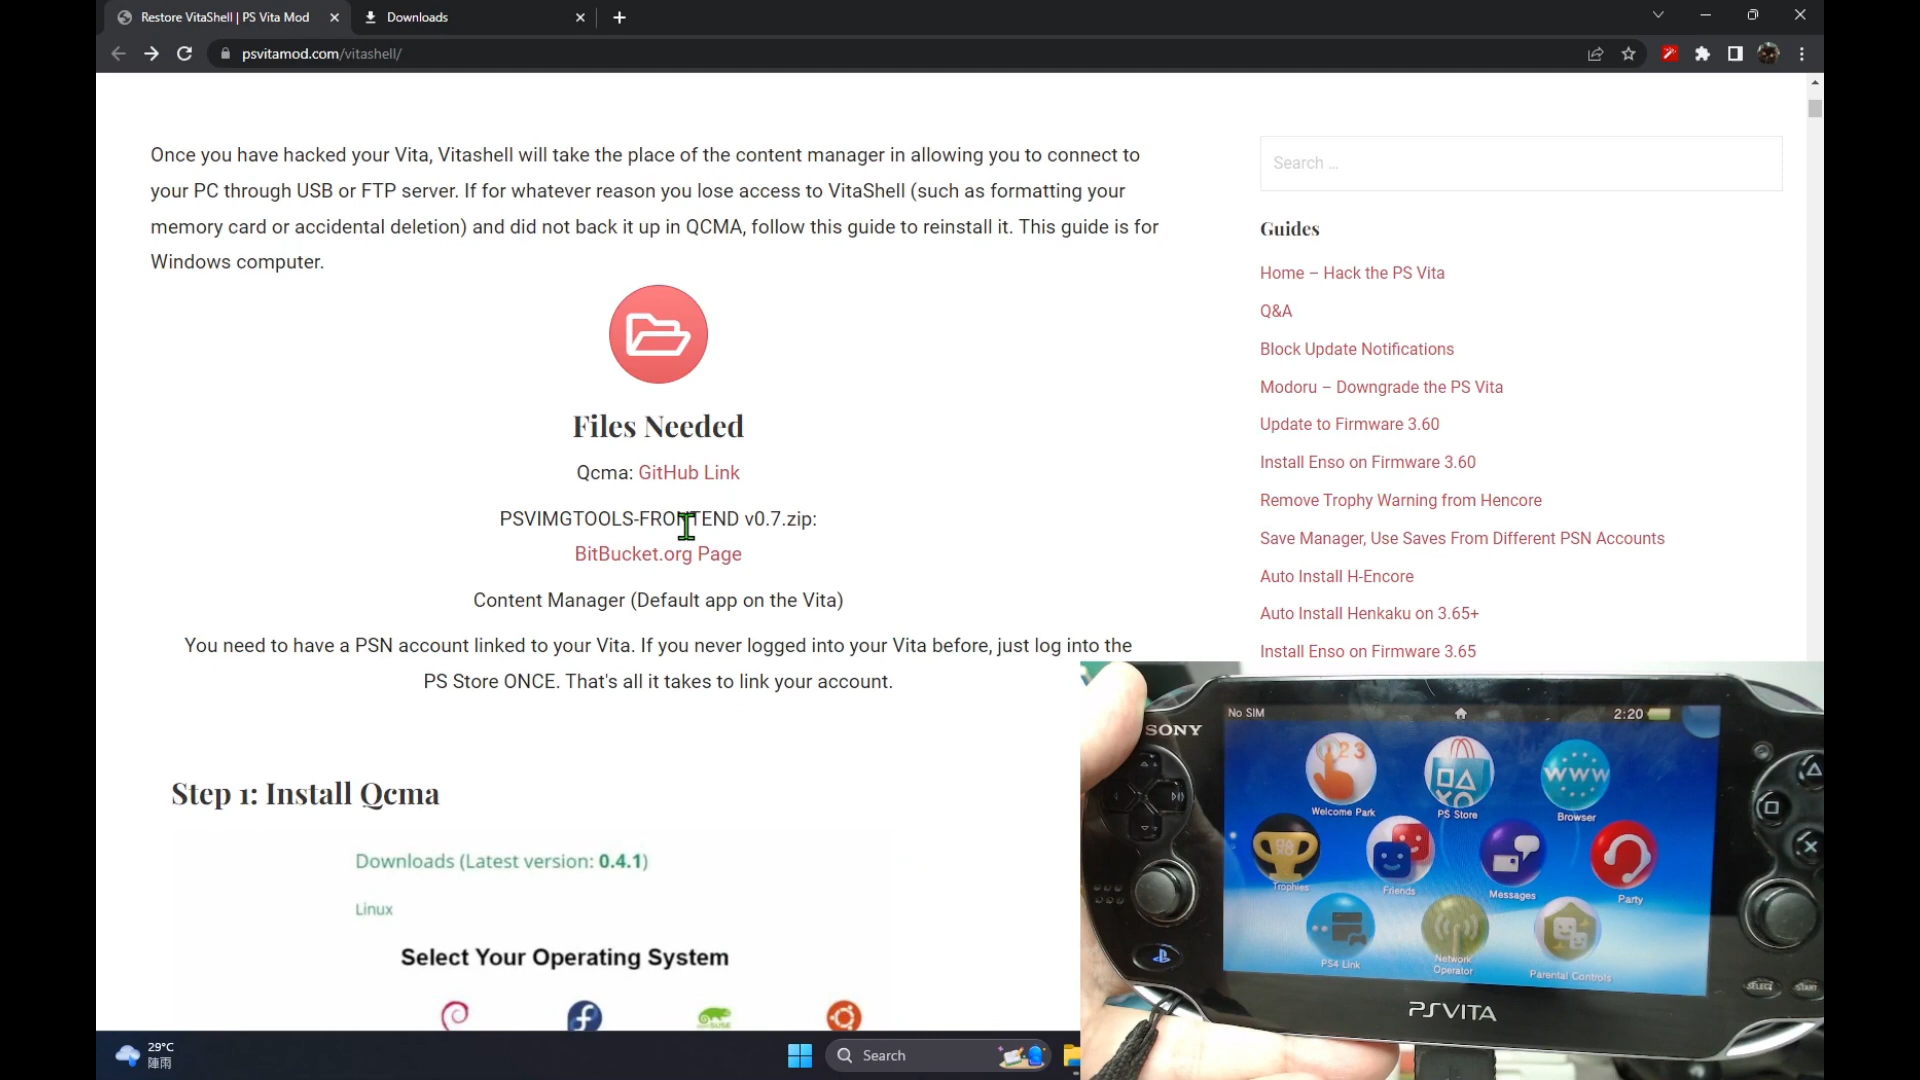 Restore VitaShell | PS Vita Mod
Downloads
psvitamod.com/vitashell/
Once you have hacked your Vita, Vitashell will take the place of the content manager in allowing you to connect to
your PC through USB or FTP server. If for whatever reason you lose access to VitaShell (such as formatting your
memory card or accidental deletion) and did not back it up in QCMA, follow this guide to reinstall it. This guide is for
Windows computer.
Files Needed
Qcma: GitHub Link
PSVIMGTOOLS-FRONTEND v0.7.zip:
BitBucket.org Page
Content Manager (Default app on the Vita)
You need to have a PSN account linked to your Vita. If you never logged into your Vita before, just log into the
PS Store ONCE. That's all it takes to link your account.
Step 1: Install Qcma
Downloads (Latest version: 0.4.1)
Linux
Select Your Operating System
Search ...
Guides
Home – Hack the PS Vita
Q&A
Block Update Notifications
Modoru – Downgrade the PS Vita
Update to Firmware 3.60
Install Enso on Firmware 3.60
Remove Trophy Warning from Hencore
Save Manager, Use Saves From Different PSN Accounts
Auto Install H-Encore
Auto Install Henkaku on 3.65+
Install Enso on Firmware 3.65
SONY
No SIM
2:20
123
Welcome Park
PS Store
www
Browser
Trophies
Friends
Messages
Party
PS4 Link
Network
Operator
Parental Controls
SELECT
START
PSVITA
29°C
陣雨
Search